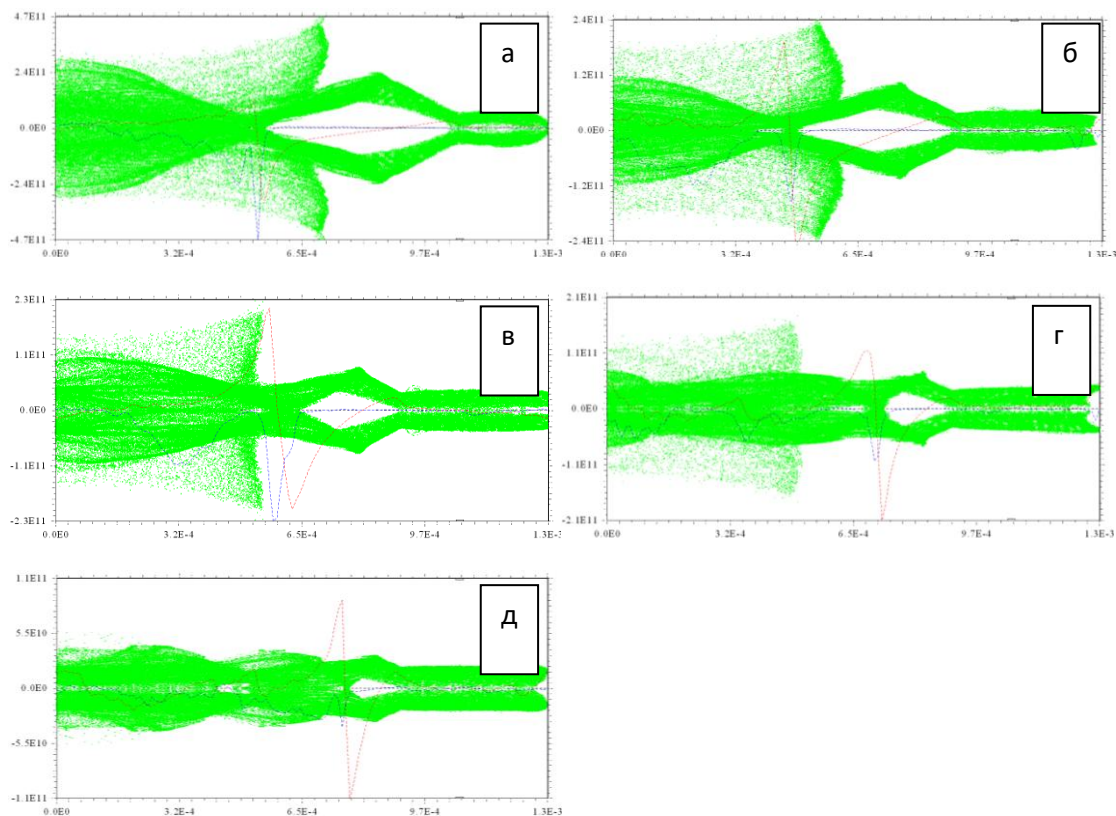 4.7E11
2.4E11
0.0E0
-2.4E11
-4.7E11
0.0E0 3.2E-4 6.5E-4 9.7E-4 1.3E-3
а
2.4E11
1.2E11
0.0E0
-1.2E11
-2.4E11
0.0E0 3.2E-4 6.5E-4 9.7E-4 1.3E-3
б
2.3E11
1.1E11
0.0E0
-1.1E11
-2.3E11
0.0E0 3.2E-4 6.5E-4 9.7E-4 1.3E-3
в
2.1E11
1.1E11
0.0E0
-1.1E11
-2.1E11
0.0E0 3.2E-4 6.5E-4 9.7E-4 1.3E-3
г
1.1E11
5.5E10
0.0E0
-5.5E10
-1.1E11
0.0E0 3.2E-4 6.5E-4 9.7E-4 1.3E-3
д